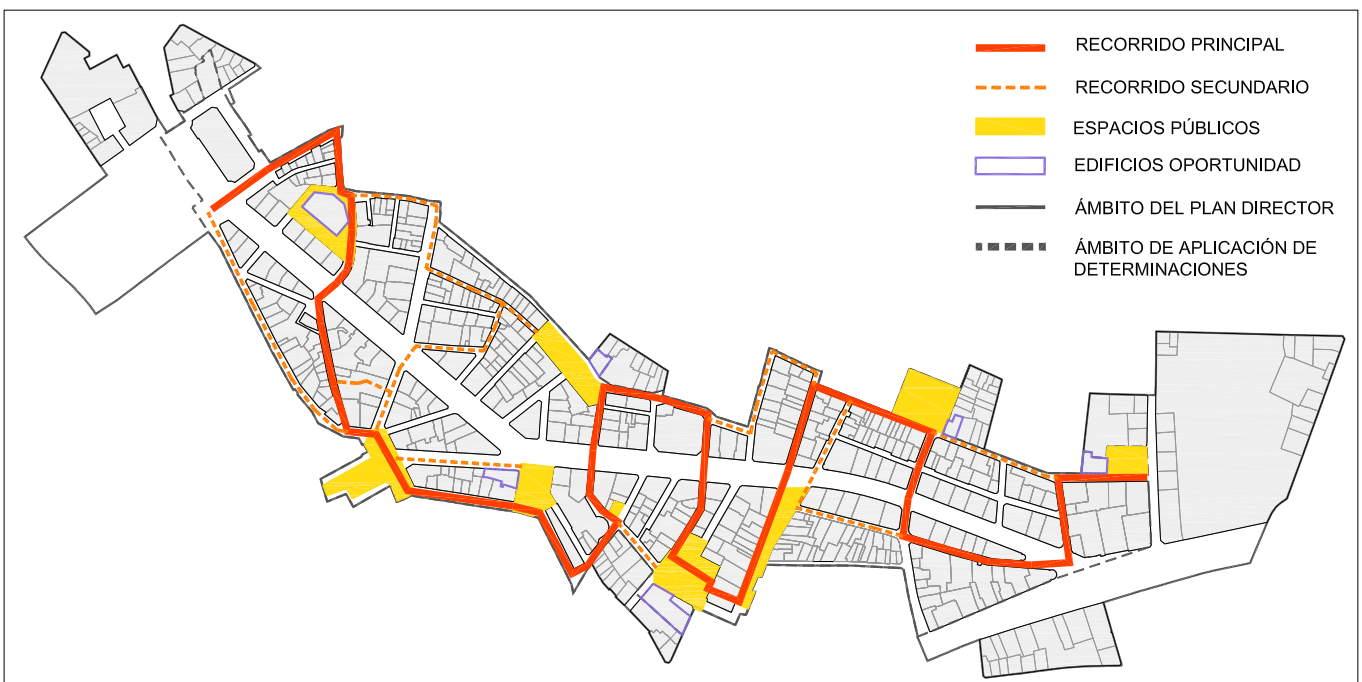 RECORRIDO PRINCIPAL
RECORRIDO SECUNDARIO
ESPACIOS PÚBLICOS
EDIFICIOS OPORTUNIDAD
ÁMBITO DEL PLAN DIRECTOR
ÁMBITO DE APLICACIÓN DE
DETERMINACIONES